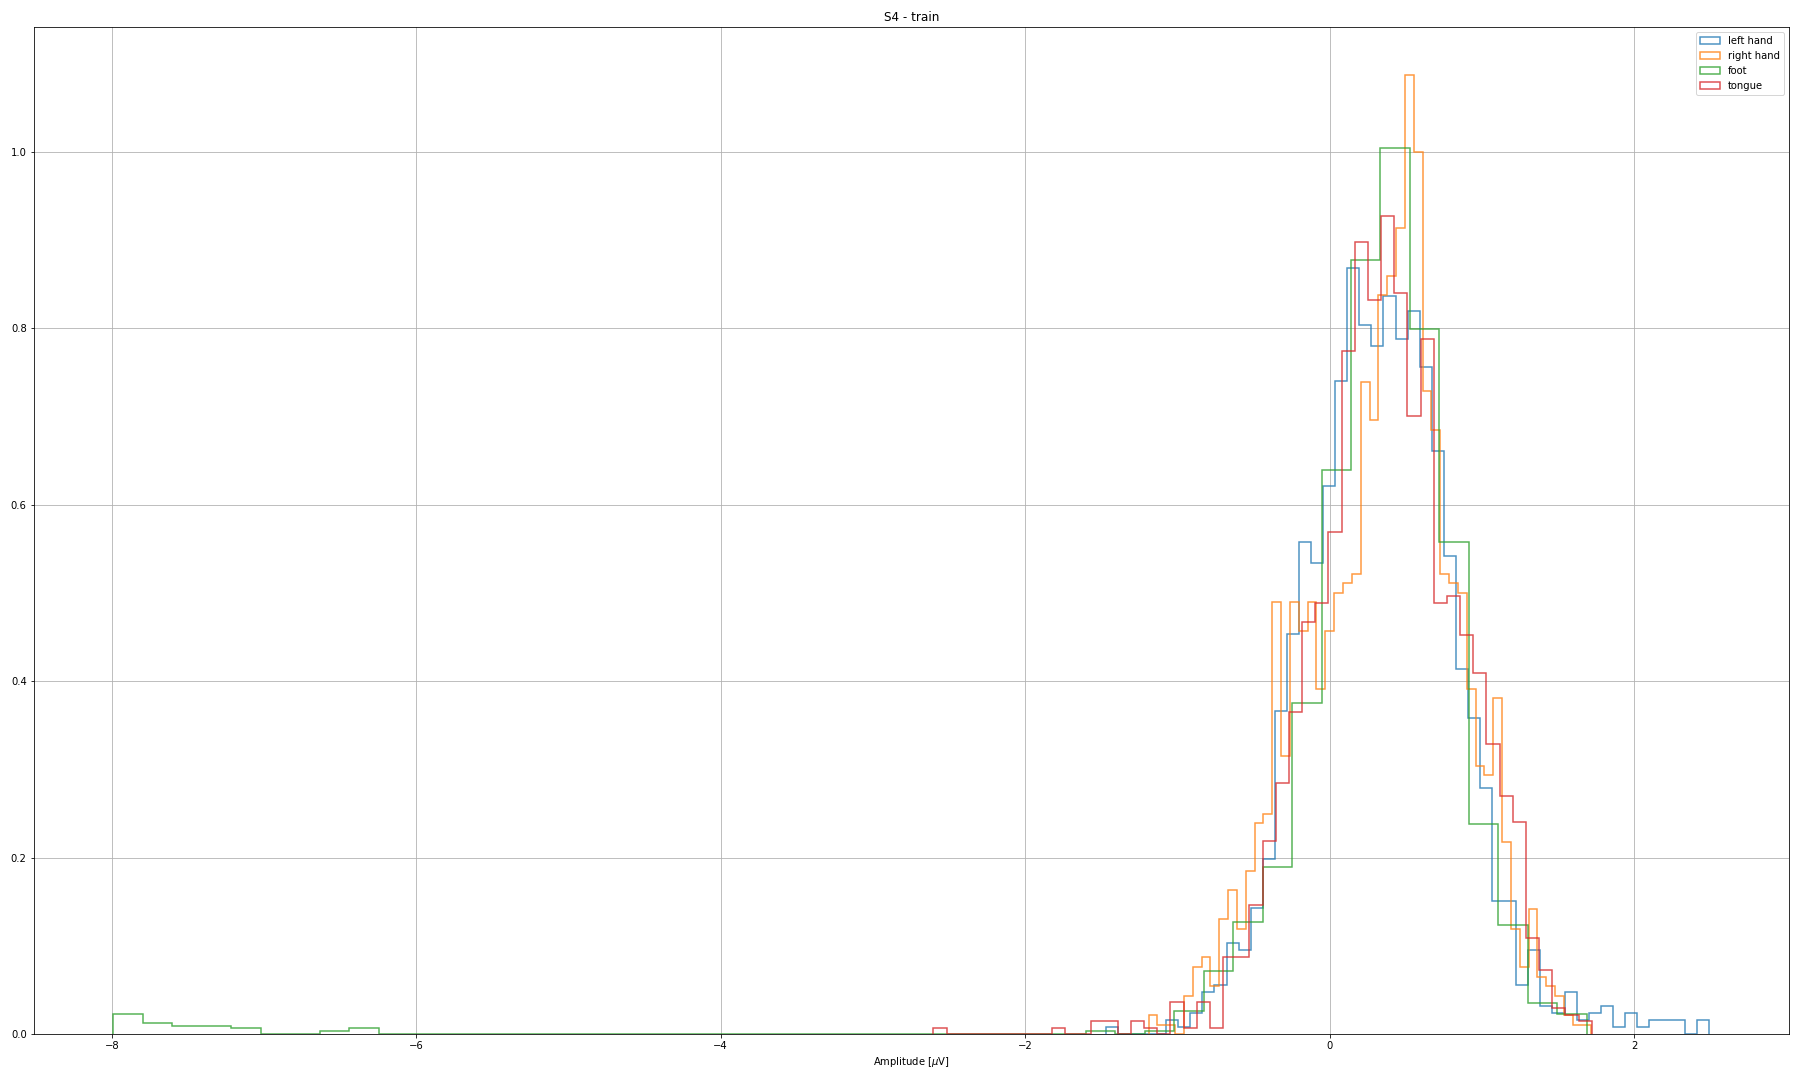 S4 - train
left hand
right hand
foot
tongue
1.0
0.8
0.6
0.4
0.2
0.0
−8 −6 −4 −2 0 2
Amplitude [μV]